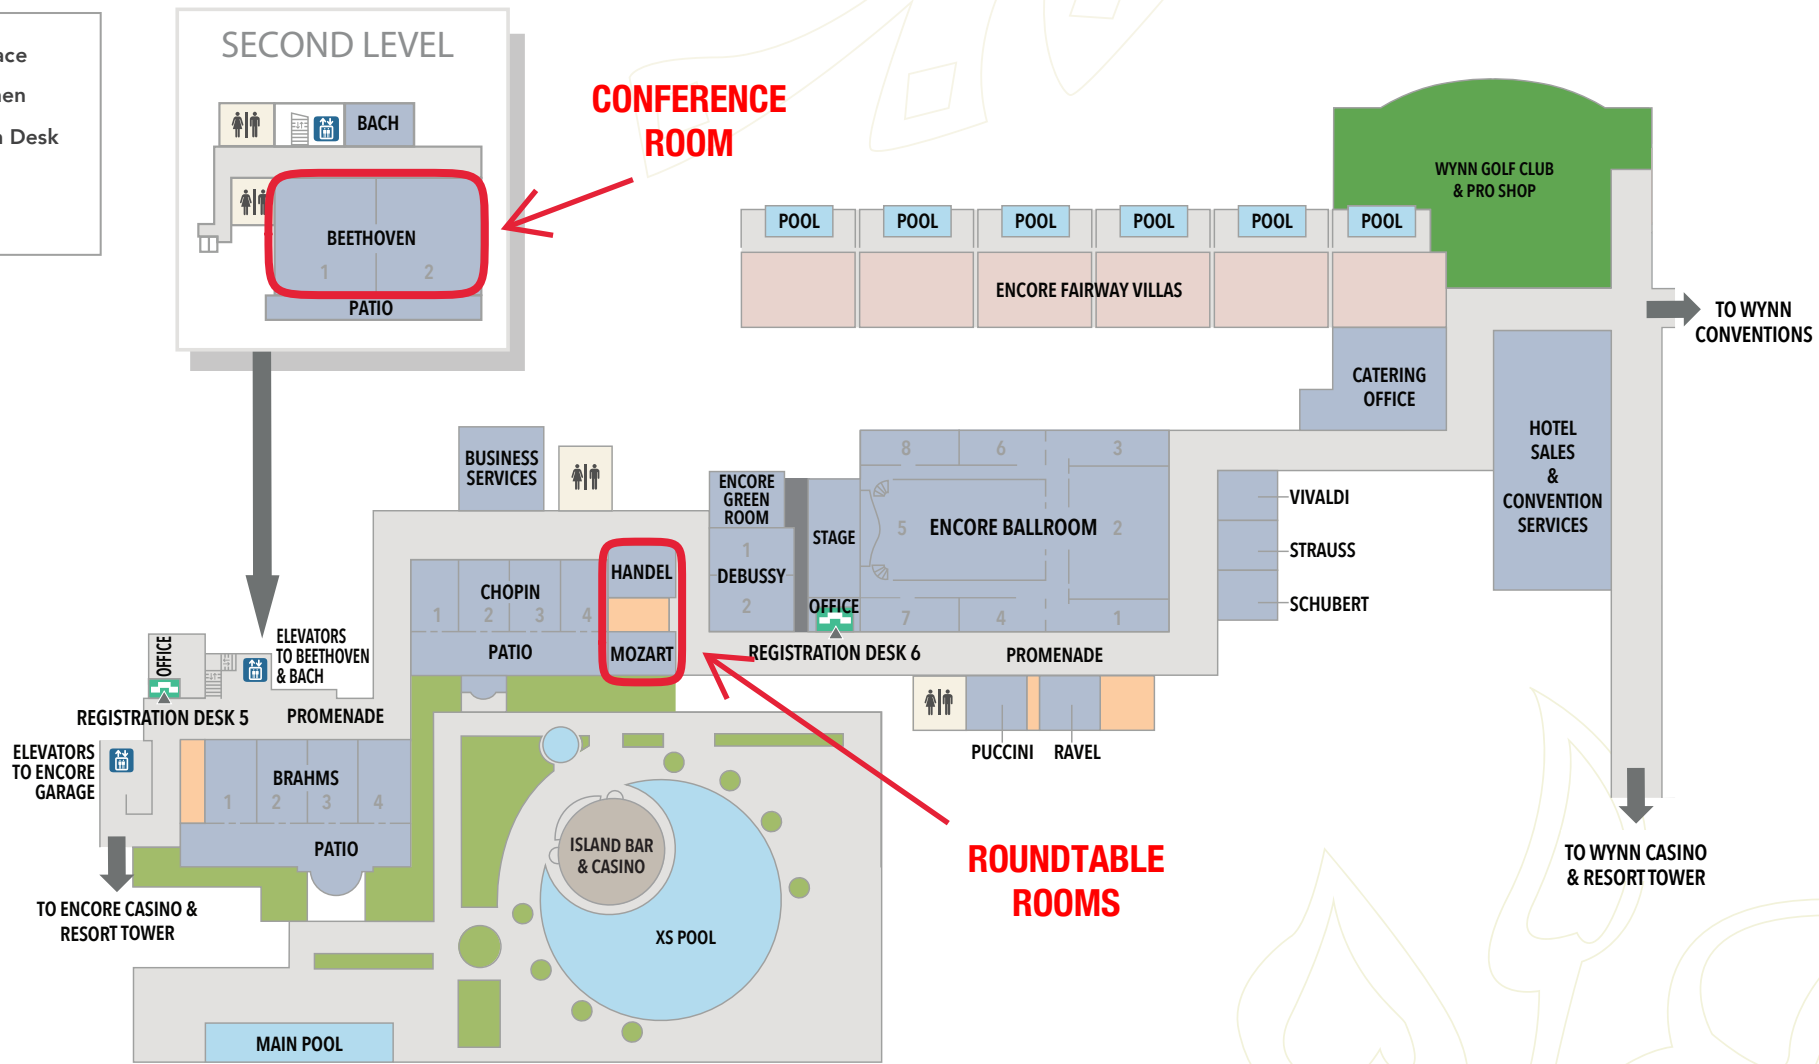 ace
nen
n Desk
SECOND LEVEL
BACH
BEETHOVEN
1
2
PATIO
CONFERENCE
ROOM
WYNN GOLF CLUB
& PRO SHOP
POOL
POOL
POOL
POOL
POOL
POOL
ENCORE FAIRWAY VILLAS
TO WYNN
CONVENTIONS
CATERING
OFFICE
HOTEL
SALES
&
CONVENTION
SERVICES
BUSINESS
SERVICES
ENCORE
GREEN
ROOM
1
DEBUSSY
2
STAGE
OFFICE
8
6
3
5
ENCORE BALLROOM
2
7
4
1
VIVALDI
STRAUSS
SCHUBERT
CHOPIN
1
2
3
4
PATIO
HANDEL
MOZART
REGISTRATION DESK 6
PROMENADE
PUCCINI
RAVEL
OFFICE
ELEVATORS
TO BEETHOVEN
& BACH
REGISTRATION DESK 5
PROMENADE
ELEVATORS
TO ENCORE
GARAGE
BRAHMS
1
2
3
4
PATIO
TO ENCORE CASINO &
RESORT TOWER
ISLAND BAR
& CASINO
XS POOL
MAIN POOL
ROUNDTABLE
ROOMS
TO WYNN CASINO
& RESORT TOWER